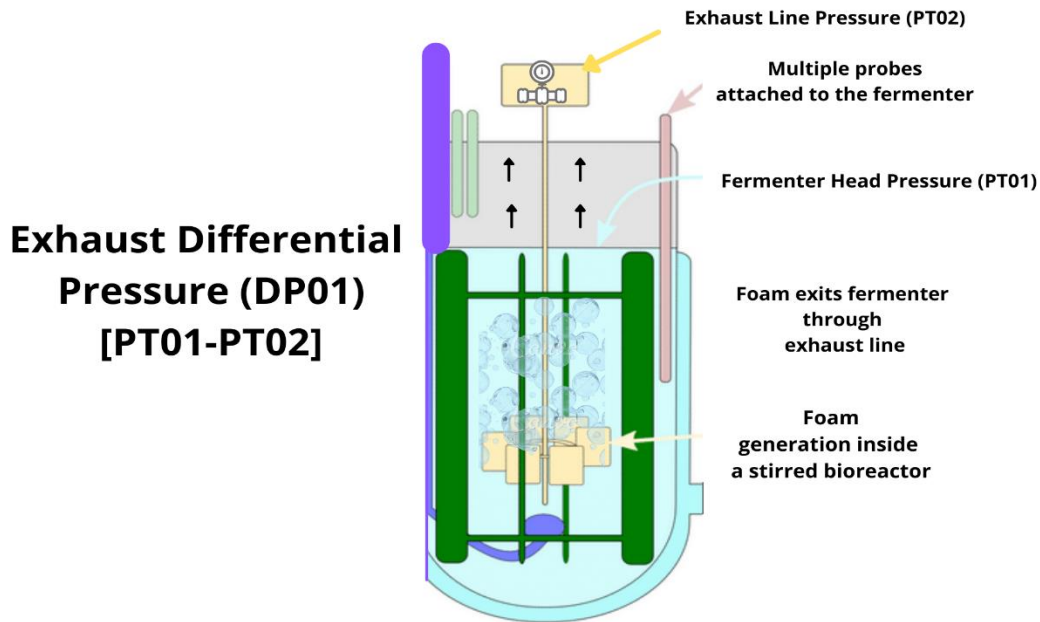 Exhaust Line Pressure (PT02)
Multiple probes
attached to the fermenter
Fermenter Head Pressure (PT01)
Exhaust Differential
Pressure (DP01)
[PT01-PT02]
Foam exits fermenter
through
exhaust line
Foam
generation inside
a stirred bioreactor